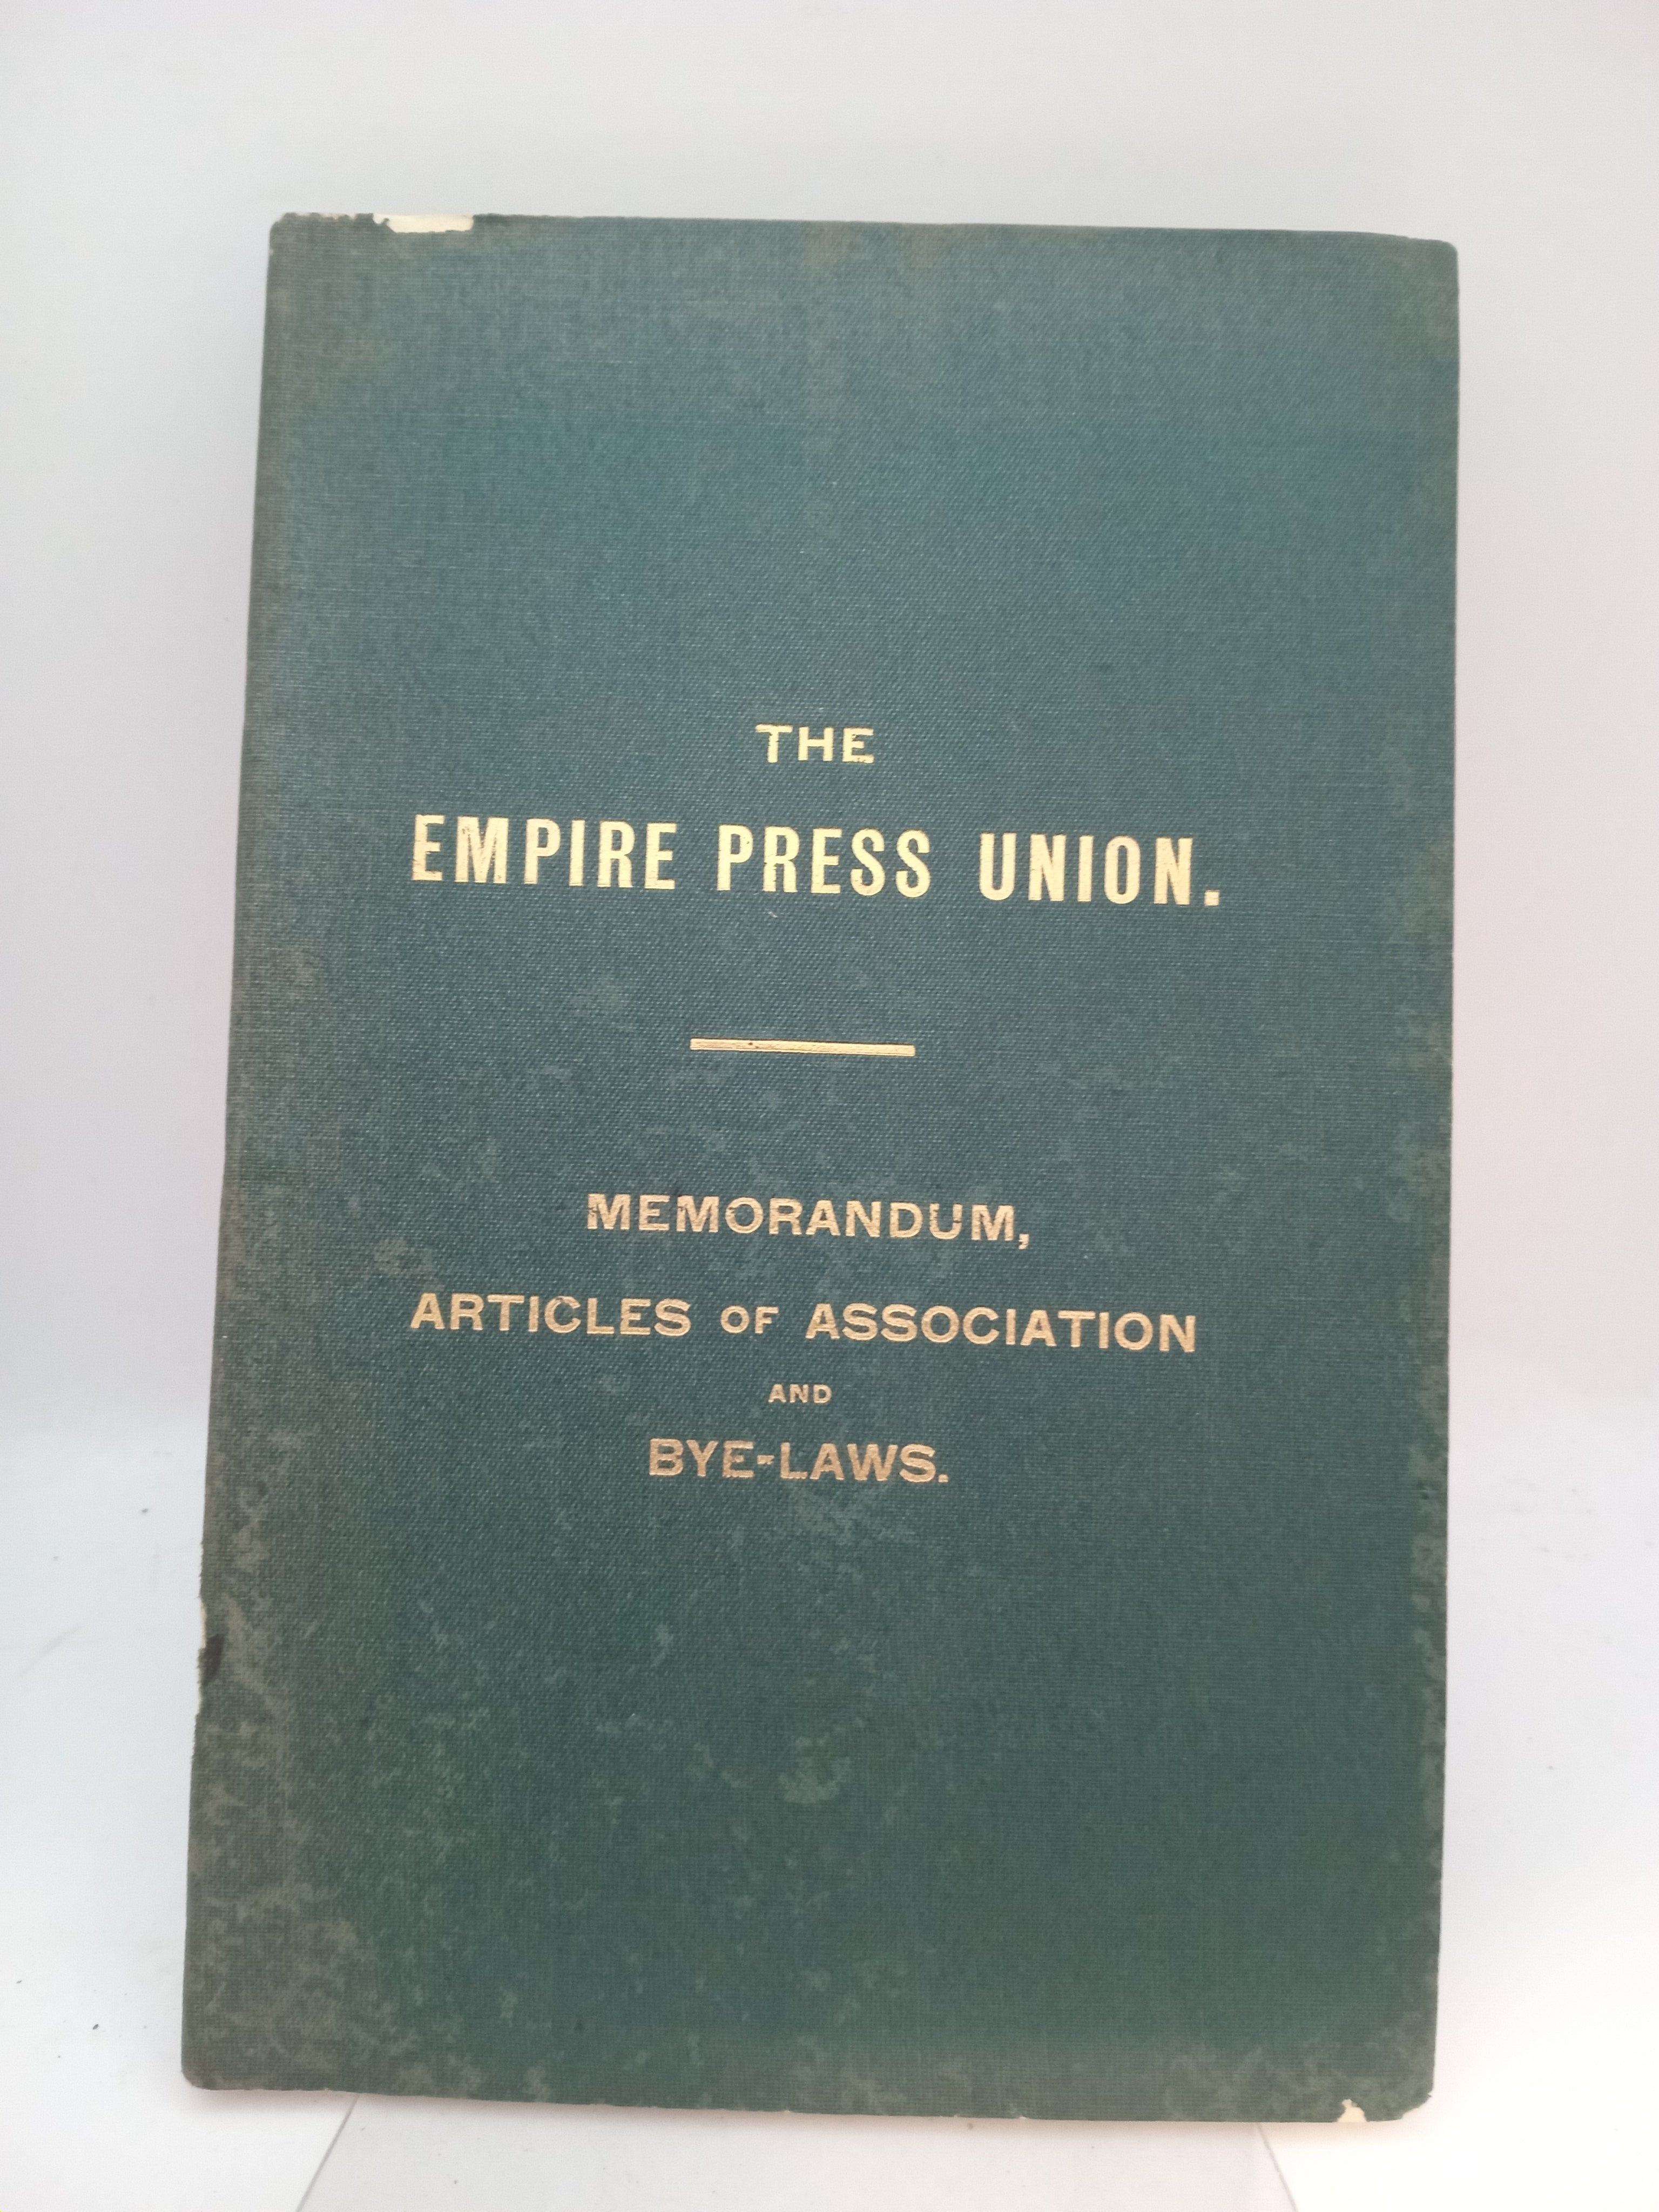 THE
EMPIRE PRESS UNION.
MEMORANDUM,
ARTICLES OF ASSOCIATION
AND
BYE-LAWS.